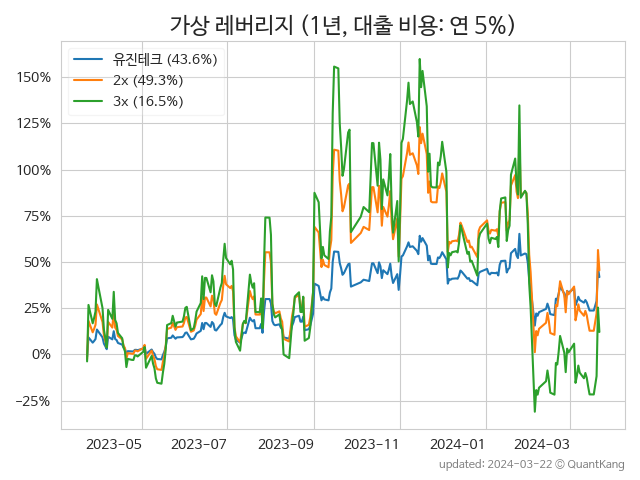 가상 레버리지 (1년, 대출 비용: 연 5%)
유진테크 (43.6%)
2x (49.3%)
3x (16.5%)
150%
125%
100%
75%
50%
25%
0%
−25%
2023-05
2023-07
2023-09
2023-11
2024-01
2024-03
updated: 2024-03-22 ⓒ QuantKang